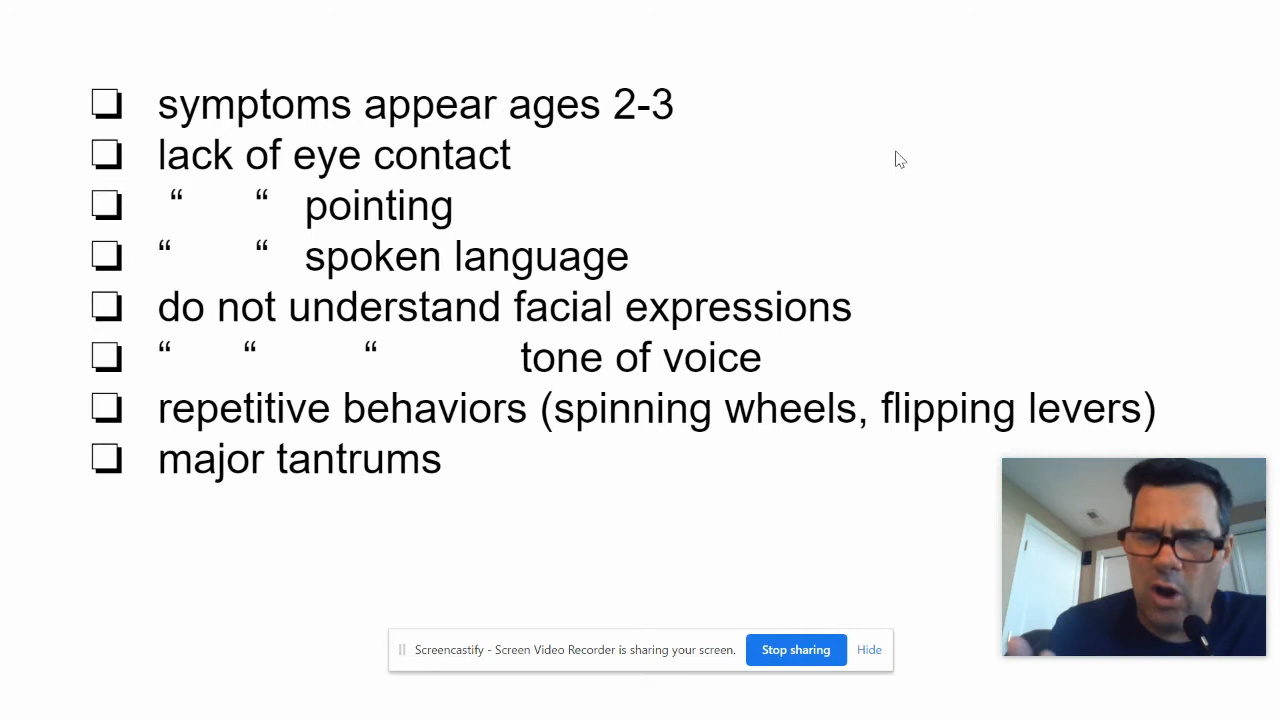 ❏ symptoms appear ages 2-3
❏ lack of eye contact
❏ “ “ pointing
❏ “ “ spoken language
❏ do not understand facial expressions
❏ “ “ “ tone of voice
❏ repetitive behaviors (spinning wheels, flipping levers)
❏ major tantrums
Screencastify - Screen Video Recorder is sharing your screen. Stop sharing Hide